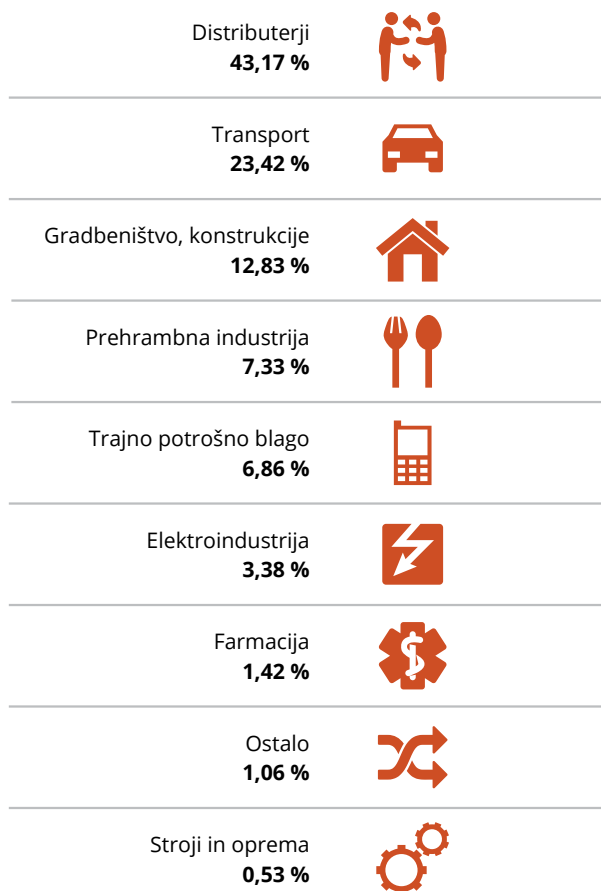 Distributerji
43,17 %
Transport
23,42 %
Gradbeništvo, konstrukcije
12,83 %
Prehrambna industrija
7,33 %
Trajno potrošno blago
6,86 %
Elektroindustrija
3,38 %
Farmacija
1,42 %
Ostalo
1,06 %
Stroji in oprema
0,53 %